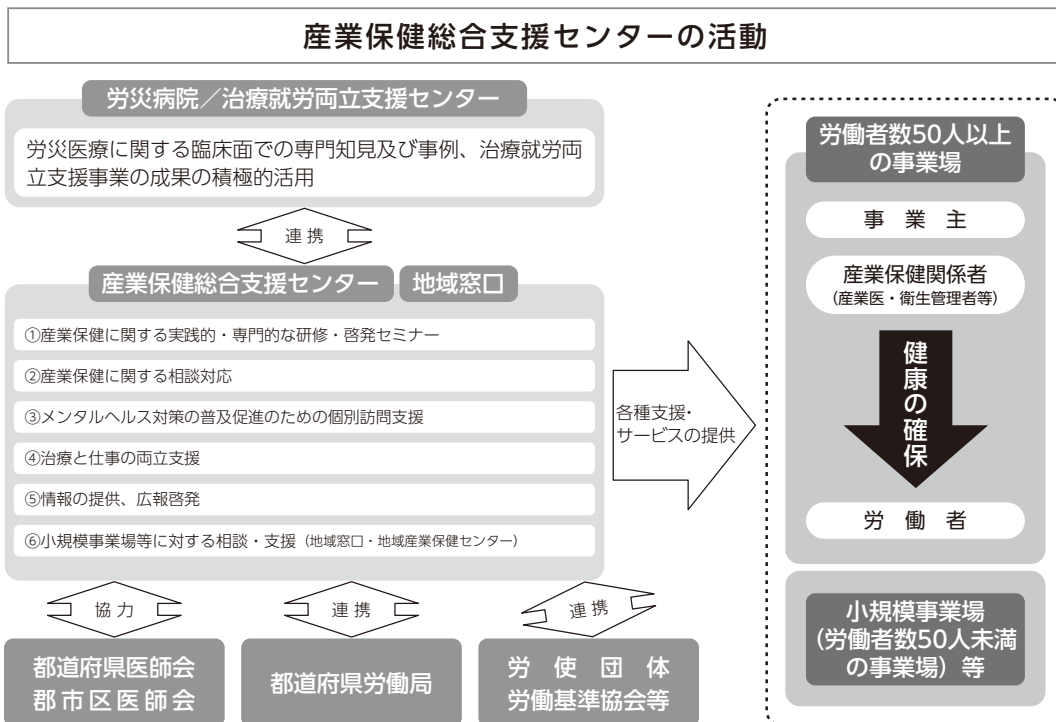 産業保健総合支援センターの活動
労災病院／治療就労両立支援センター
労災医療に関する臨床面での専門知見及び事例、治療就労両
立支援事業の成果の積極的活用
連携
産業保健総合支援センター
地域窓口
①産業保健に関する実践的・専門的な研修・啓発セミナー
②産業保健に関する相談対応
③メンタルヘルス対策の普及促進のための個別訪問支援
④治療と仕事の両立支援
⑤情報の提供、広報啓発
⑥小規模事業場等に対する相談・支援（地域窓口・地域産業保健センター）
協力
連携
連携
都道府県医師会
郡市区医師会
都道府県労働局
労使団体
労働基準協会等
各種支援・
サービスの提供
労働者数50人以上
の事業場
事業主
産業保健関係者
（産業医・衛生管理者等）
健康の確保
労働者
小規模事業場
（労働者数50人未満
の事業場）等